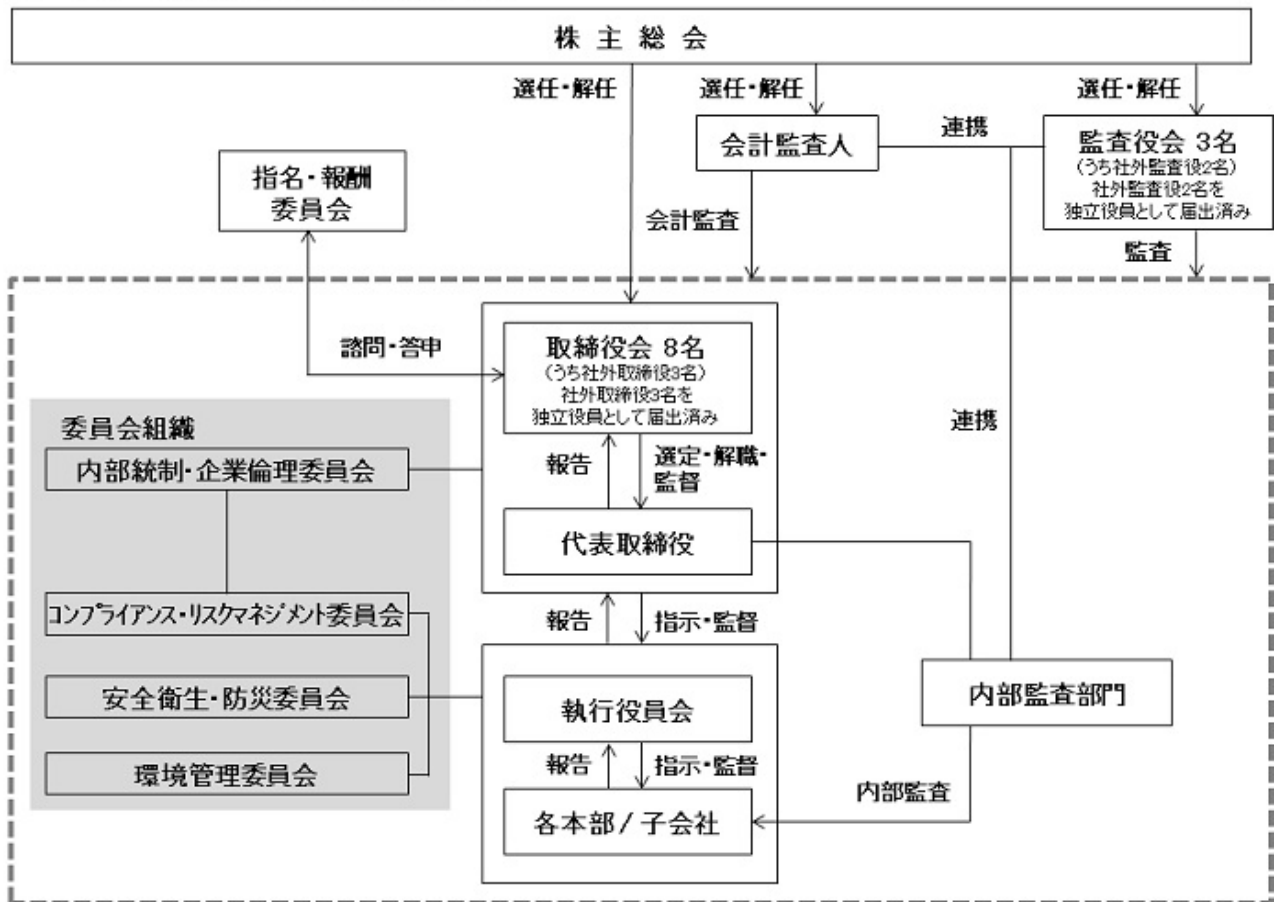 株 主 総 会
選任・解任
選任・解任
選任・解任
会計監査人
連携
監査役会 3名
(うち社外監査役2名)
社外監査役2名を
独立役員として届出済み
指名・報酬
委員会
会計監査
監査
諮問・答申
取締役会 8名
(うち社外取締役3名)
社外取締役3名を
独立役員として届出済み
連携
委員会組織
内部統制・企業倫理委員会
報告
選定・解職・
監督
代表取締役
コンプライアンス・リスクマネジメント委員会
報告
指示・監督
安全衛生・防災委員会
執行役員会
内部監査部門
環境管理委員会
報告
指示・監督
内部監査
各本部/子会社